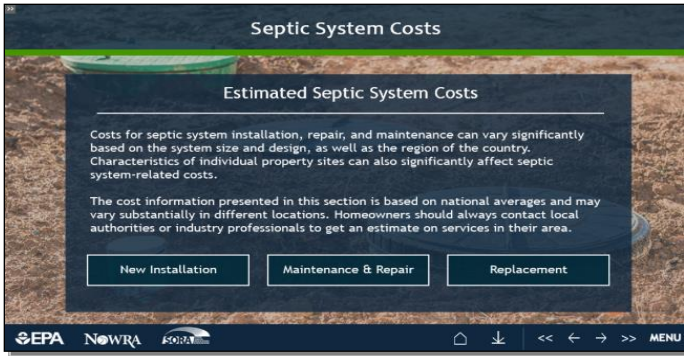 Septic System Costs
Estimated Septic System Costs
Costs for septic system installation, repair, and maintenance can vary significantly
based on the system size and design, as well as the region of the country.
Characteristics of individual property sites can also significantly affect septic
system-related costs.
The cost information presented in this section is based on national averages and may
vary substantially in different locations. Homeowners should always contact local
authorities or industry professionals to get an estimate on services in their area.
New Installation
Maintenance & Repair
Replacement
EPA NOWRA SORA << ← → >> MENU